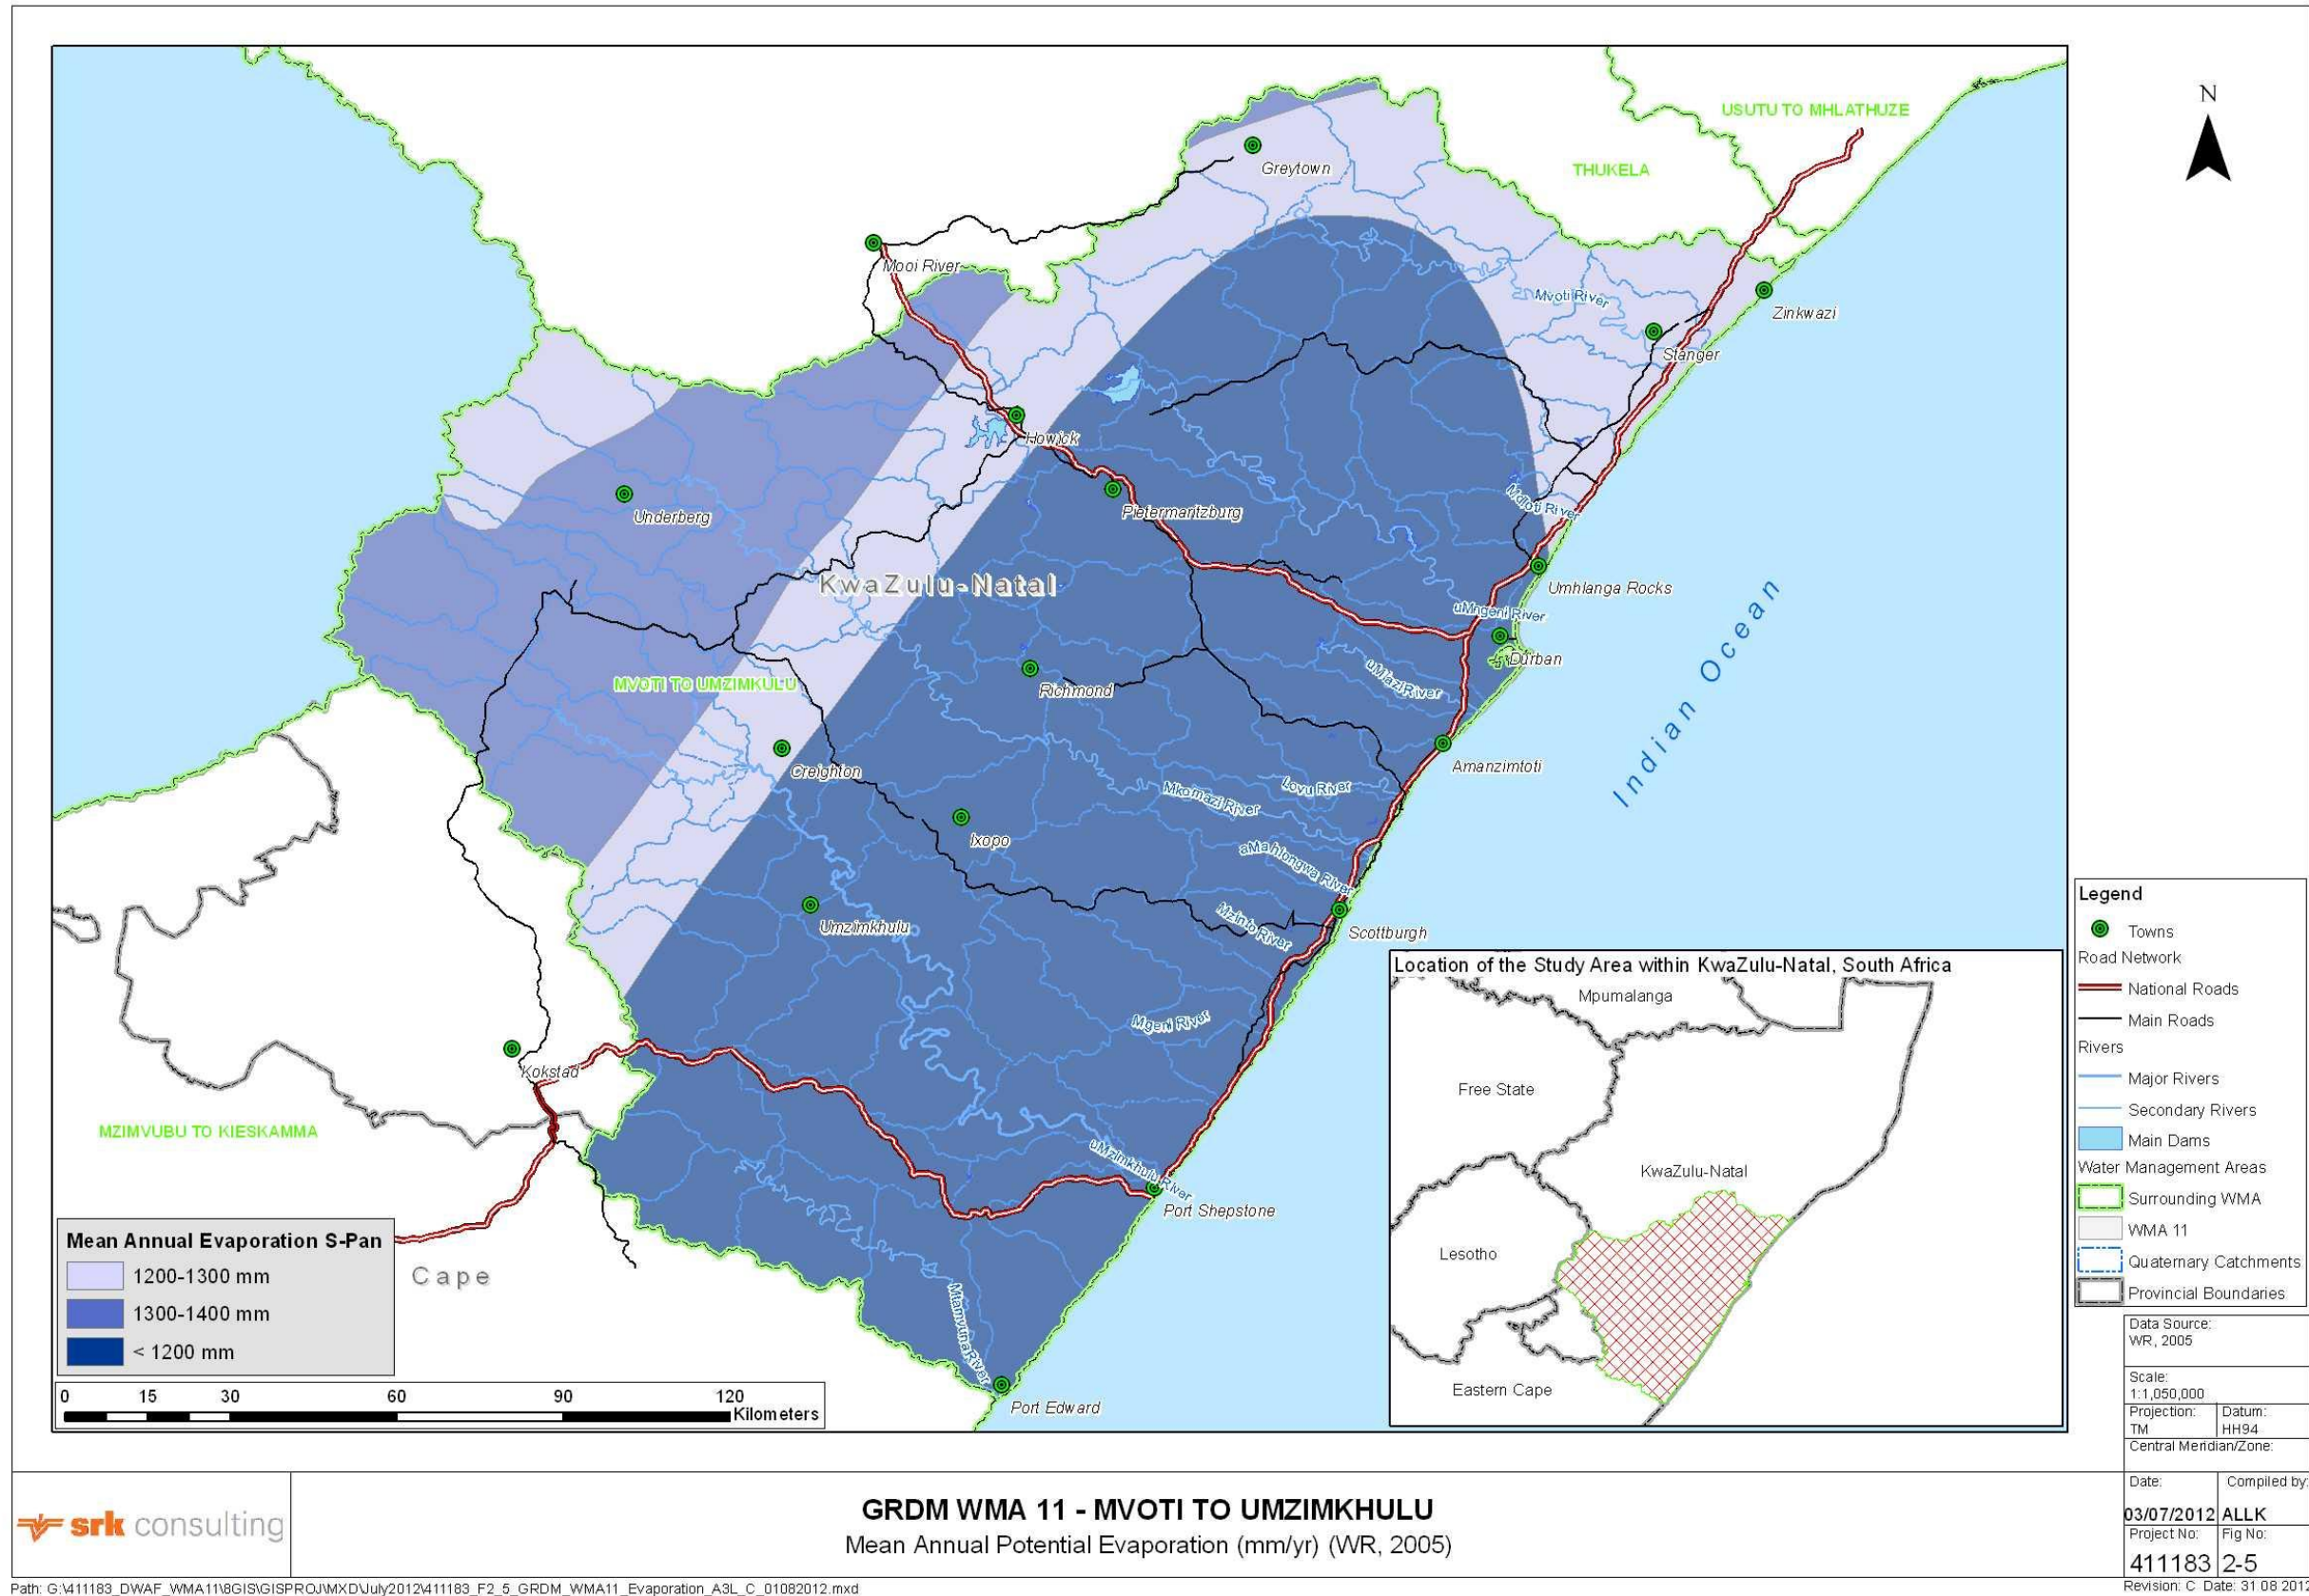 N
USUTU TO MHLATHUZE
THUKELA
Greytown
Mooi River
Mvoti River
Zinkwazi
Stanger
Howick
Underberg
Pietermaritzburg
Mdloti River
KwaZulu-Natal
Umhlanga Rocks
uMngeni River
Durban
MVOTI TO UMZIMKULU
Richmond
uMlazi River
Indian Ocean
Creighton
Amanzimtoti
Lovu River
Mkomazi River
Ixopo
aMahlongwa River
Umzimkhulu
Mzinto River
Scottburgh
Mgeni River
Kokstad
MZIMVUBU TO KIESKAMMA
uMzimkhulu River
Port Shepstone
Cape
Mtamvuna River
Port Edward
Mean Annual Evaporation S-Pan
1200-1300 mm
1300-1400 mm
< 1200 mm
0 15 30 60 90 120
Kilometers
Location of the Study Area within KwaZulu-Natal, South Africa
Mpumalanga
Free State
KwaZulu-Natal
Lesotho
Eastern Cape
Legend
Towns
Road Network
National Roads
Main Roads
Rivers
Major Rivers
Secondary Rivers
Main Dams
Water Management Areas
Surrounding WMA
WMA 11
Quaternary Catchments
Provincial Boundaries
Data Source:
WR, 2005
Scale:
1:1,050,000
Projection: Datum:
TM HH94
Central Meridian/Zone:
Date: Compiled by:
03/07/2012 ALLK
Project No: Fig No:
411183 2-5
Revision: C Date: 31 08 2012
srk consulting
GRDM WMA 11 - MVOTI TO UMZIMKHULU
Mean Annual Potential Evaporation (mm/yr) (WR, 2005)
Path: G:\411183_DWAF_WMA11\8GIS\GISPROJ\MXD\July2012\411183_F2_5_GRDM_WMA11_Evaporation_A3L_C_01082012.mxd